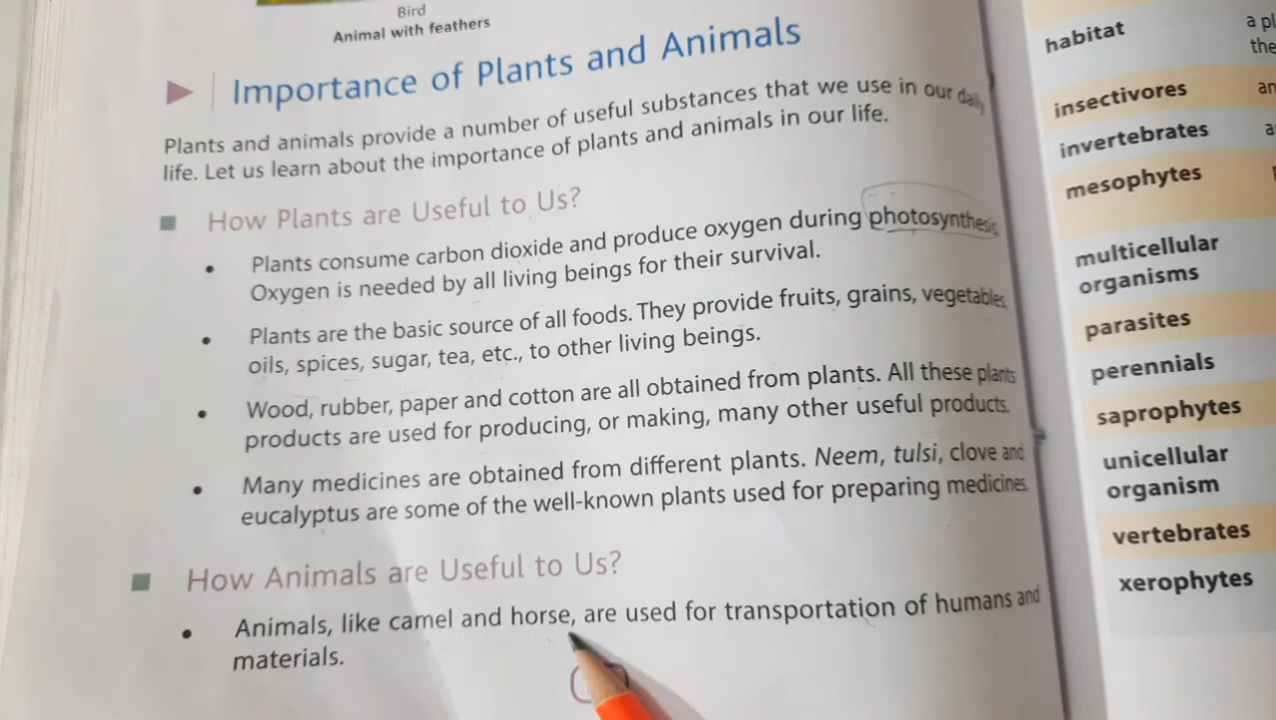 Bird
Animal with feathers
Importance of Plants and Animals
Plants and animals provide a number of useful substances that we use in our daily
life. Let us learn about the importance of plants and animals in our life.
How Plants are Useful to Us?
• Plants consume carbon dioxide and produce oxygen during photosynthesis.
Oxygen is needed by all living beings for their survival.
• Plants are the basic source of all foods. They provide fruits, grains, vegetables,
oils, spices, sugar, tea, etc., to other living beings.
• Wood, rubber, paper and cotton are all obtained from plants. All these plants
products are used for producing, or making, many other useful products.
• Many medicines are obtained from different plants. Neem, tulsi, clove and
eucalyptus are some of the well-known plants used for preparing medicines.
How Animals are Useful to Us?
• Animals, like camel and horse, are used for transportation of humans and
materials.
habitat a pl
the
insectivores an
invertebrates a
mesophytes
multicellular
organisms
parasites
perennials
saprophytes
unicellular
organism
vertebrates
xerophytes